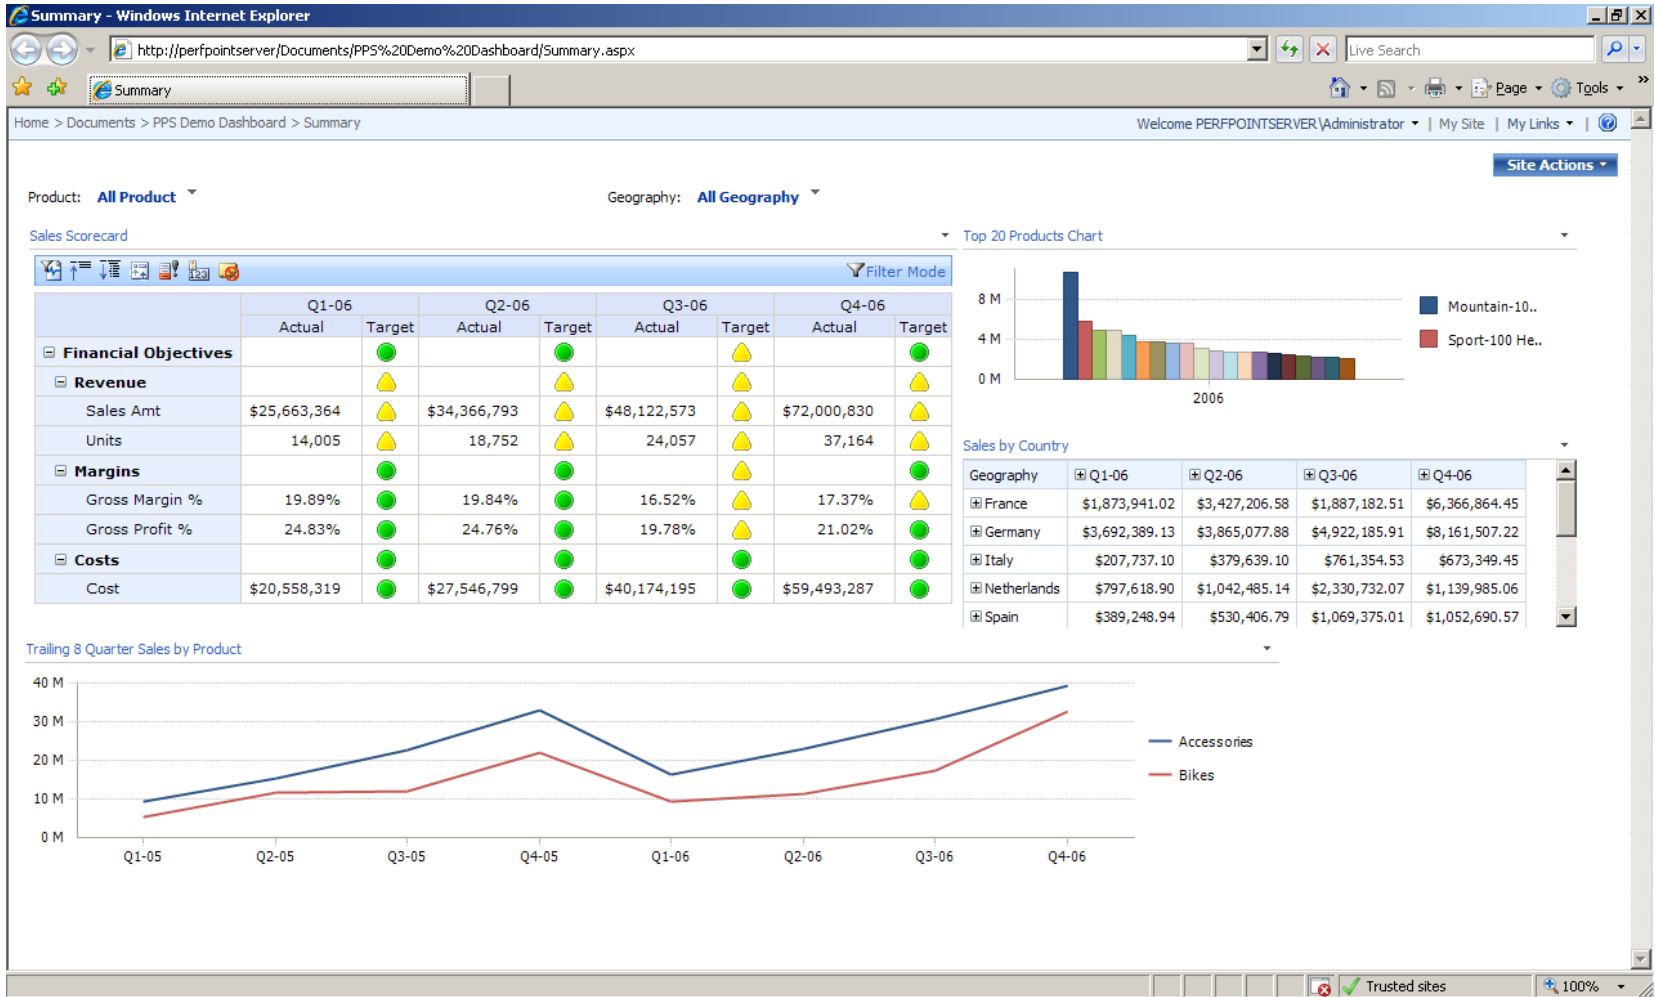 Summary - Windows Internet Explorer
http://perfpointserver/Documents/PPS%20Demo%20Dashboard/Summary.aspx
Live Search
Summary
Page
Tools
Home > Documents > PPS Demo Dashboard > Summary
Welcome PERFPOINTSERVER\Administrator | My Site | My Links |
Site Actions
Product: All Product
Geography: All Geography
Sales Scorecard
Filter Mode
Q1-06 Q2-06 Q3-06 Q4-06
Actual Target Actual Target Actual Target Actual Target
Financial Objectives
Revenue
Sales Amt $25,663,364 $34,366,793 $48,122,573 $72,000,830
Units 14,005 18,752 24,057 37,164
Margins
Gross Margin % 19.89% 19.84% 16.52% 17.37%
Gross Profit % 24.83% 24.76% 19.78% 21.02%
Costs
Cost $20,558,319 $27,546,799 $40,174,195 $59,493,287
Top 20 Products Chart
8 M
4 M
0 M
2006
Mountain-10..
Sport-100 He..
Sales by Country
Geography Q1-06 Q2-06 Q3-06 Q4-06
France $1,873,941.02 $3,427,206.58 $1,887,182.51 $6,366,864.45
Germany $3,692,389.13 $3,865,077.88 $4,922,185.91 $8,161,507.22
Italy $207,737.10 $379,639.10 $761,354.53 $673,349.45
Netherlands $797,618.90 $1,042,485.14 $2,330,732.07 $1,139,985.06
Spain $389,248.94 $530,406.79 $1,069,375.01 $1,052,690.57
Trailing 8 Quarter Sales by Product
40 M
30 M
20 M
10 M
0 M
Q1-05 Q2-05 Q3-05 Q4-05 Q1-06 Q2-06 Q3-06 Q4-06
Accessories
Bikes
Trusted sites
100%